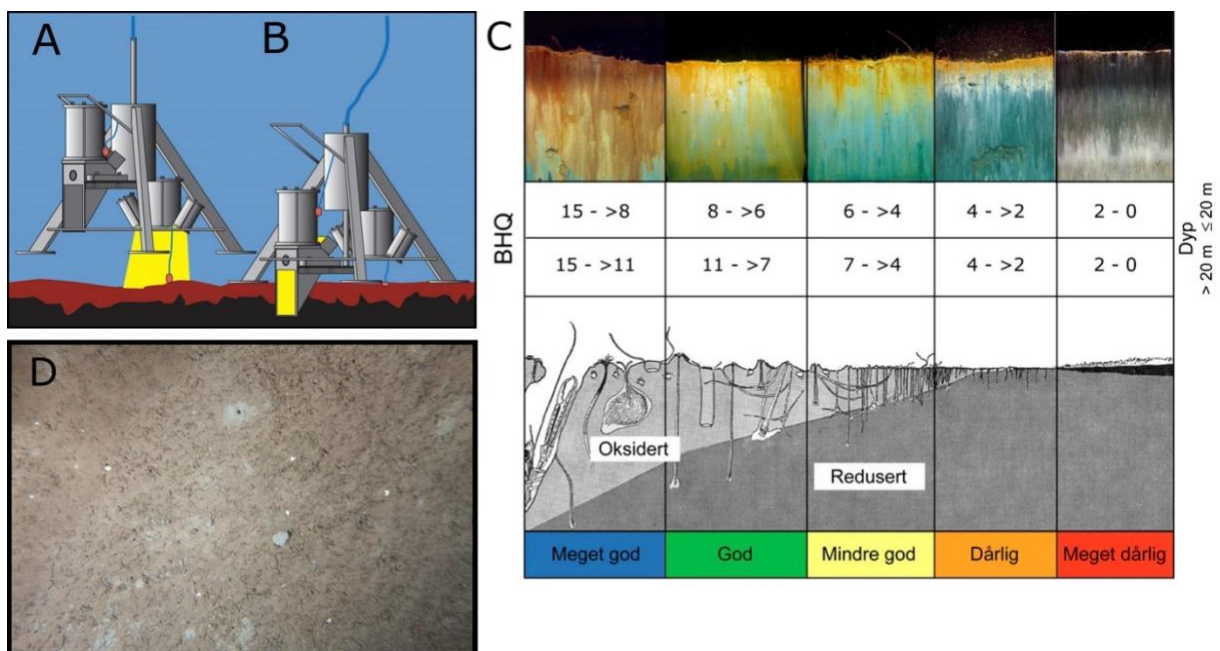 A
B
C
D
BHQ
15 - >8
8 - >6
6 - >4
4 - >2
2 - 0
15 - >11
11 - >7
7 - >4
4 - >2
2 - 0
Dyp
> 20 m ≤ 20 m
Oksidert
Redusert
Meget god
God
Mindre god
Dårlig
Meget dårlig